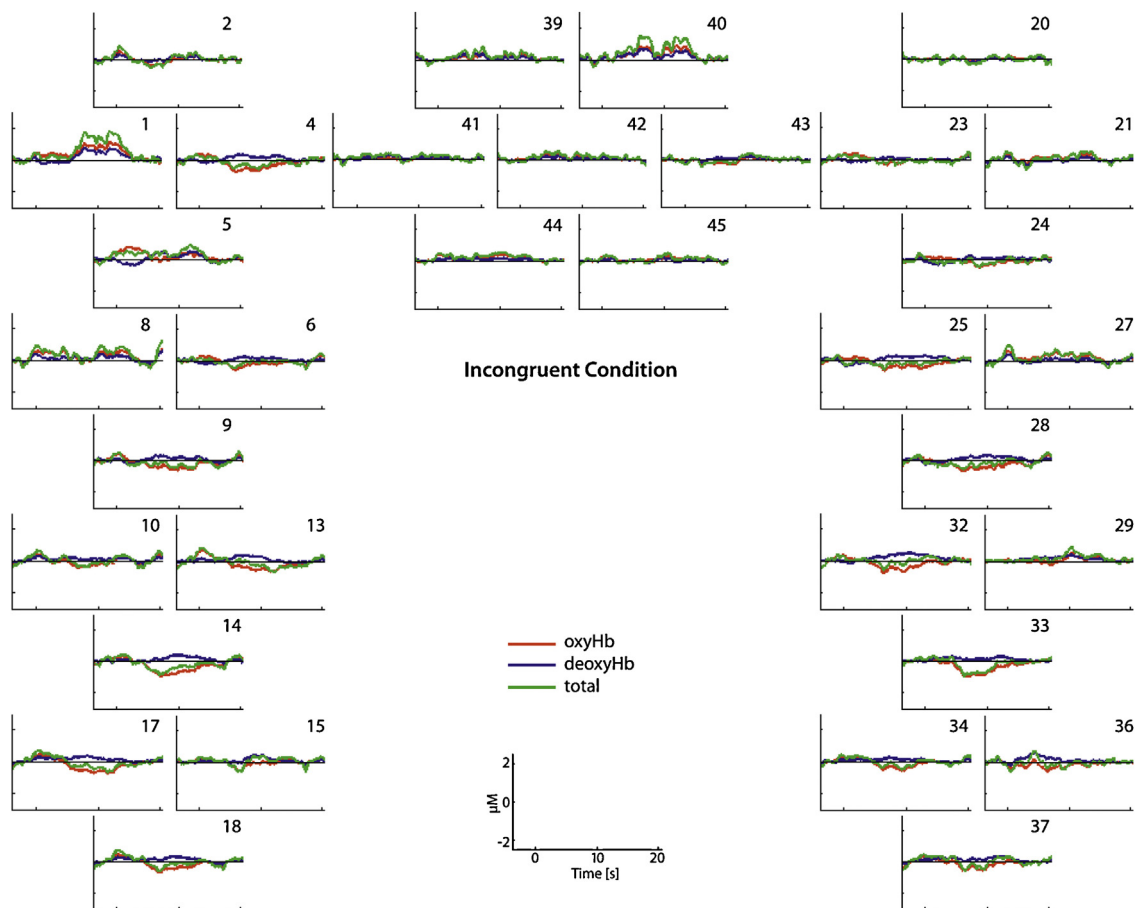 2 39 40 20
1 4 41 42 43 23 21
5 44 45 24
8 6 25 27
Incongruent Condition
9 28
10 13 32 29
14 33
oxyHb
deoxyHb
total
17 15 34 36
2
0
-2
µM
0 10 20
Time [s]
18 37